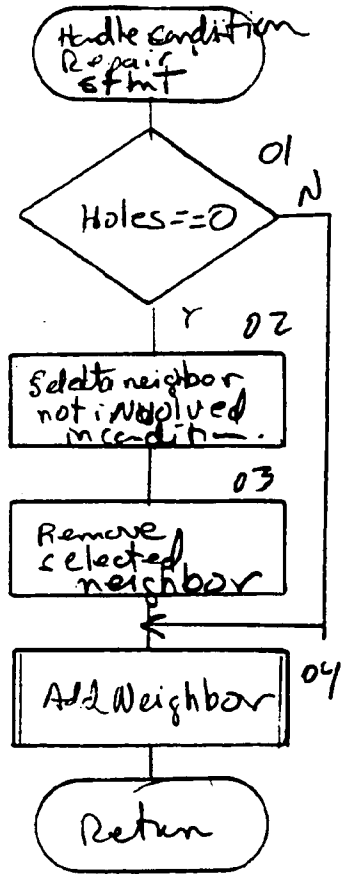 Handle condition
Repair
stmt
01
N
Holes==0
Y
02
Select a neighbor
not involved
in condition.
03
Remove
selected
neighbor
04
Add Neighbor
Return